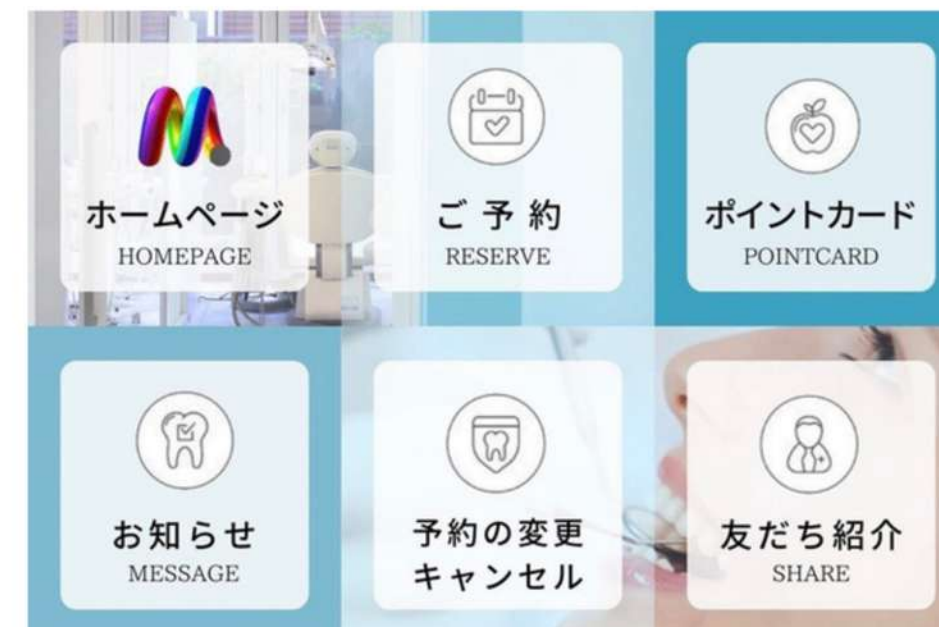 ホームページ
HOMEPAGE
ご予約
RESERVE
ポイントカード
POINTCARD
お知らせ
MESSAGE
予約の変更
キャンセル
友だち紹介
SHARE